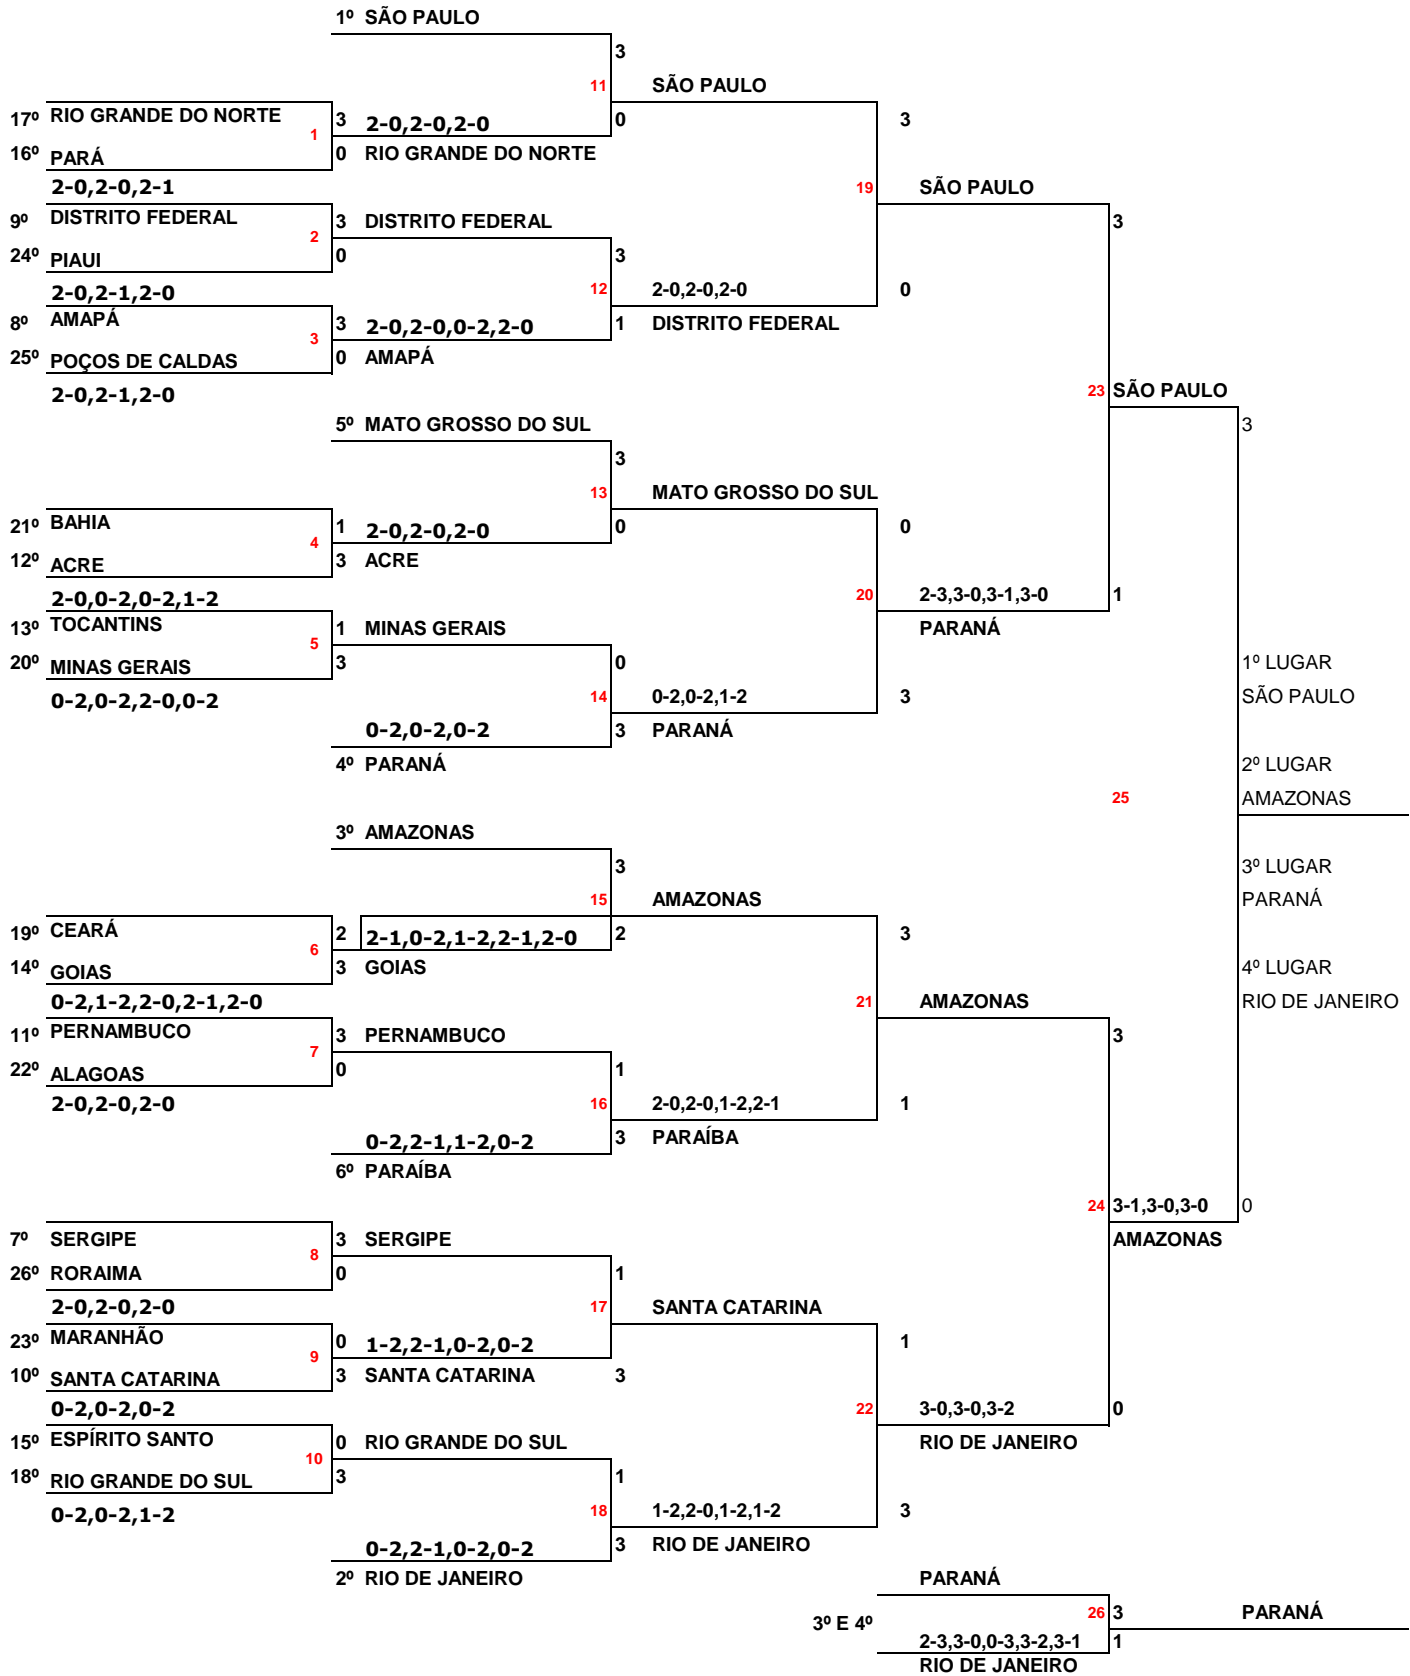 1º SÃO PAULO
3
11 SÃO PAULO
17º RIO GRANDE DO NORTE 3 2-0,2-0,2-0 0 3
1
16º PARÁ 0 RIO GRANDE DO NORTE
2-0,2-0,2-1 19 SÃO PAULO
9º DISTRITO FEDERAL 3 DISTRITO FEDERAL 3
2
24º PIAUI 0 3
2-0,2-1,2-0 12 2-0,2-0,2-0 0
8º AMAPÁ 3 2-0,2-0,0-2,2-0 1 DISTRITO FEDERAL
3
25º POÇOS DE CALDAS 0 AMAPÁ
2-0,2-1,2-0 23 SÃO PAULO
5º MATO GROSSO DO SUL 3
3
13 MATO GROSSO DO SUL
21º BAHIA 1 2-0,2-0,2-0 0 0
4
12º ACRE 3 ACRE
2-0,0-2,0-2,1-2 20 2-3,3-0,3-1,3-0 1
13º TOCANTINS 1 MINAS GERAIS PARANÁ
5
20º MINAS GERAIS 3 0 1º LUGAR
0-2,0-2,2-0,0-2 14 0-2,0-2,1-2 3 SÃO PAULO
0-2,0-2,0-2 3 PARANÁ
4º PARANÁ 2º LUGAR
25 AMAZONAS
3º AMAZONAS
3 3º LUGAR
15 AMAZONAS PARANÁ
19º CEARÁ 2 2-1,0-2,1-2,2-1,2-0 2 3
6
14º GOIAS 3 GOIAS 4º LUGAR
0-2,1-2,2-0,2-1,2-0 21 AMAZONAS RIO DE JANEIRO
11º PERNAMBUCO 3 PERNAMBUCO 3
7
22º ALAGOAS 0 1
2-0,2-0,2-0 16 2-0,2-0,1-2,2-1 1
0-2,2-1,1-2,0-2 3 PARAÍBA
6º PARAÍBA
24 3-1,3-0,3-0 0
7º SERGIPE 3 SERGIPE AMAZONAS
8
26º RORAIMA 0 1
2-0,2-0,2-0 17 SANTA CATARINA
23º MARANHÃO 0 1-2,2-1,0-2,0-2 1
9
10º SANTA CATARINA 3 SANTA CATARINA 3
0-2,0-2,0-2 22 3-0,3-0,3-2 0
15º ESPÍRITO SANTO 0 RIO GRANDE DO SUL RIO DE JANEIRO
10
18º RIO GRANDE DO SUL 3 1
0-2,0-2,1-2 18 1-2,2-0,1-2,1-2 3
0-2,2-1,0-2,0-2 3 RIO DE JANEIRO
2º RIO DE JANEIRO PARANÁ
3º E 4º 26 3 PARANÁ
2-3,3-0,0-3,3-2,3-1 1
RIO DE JANEIRO